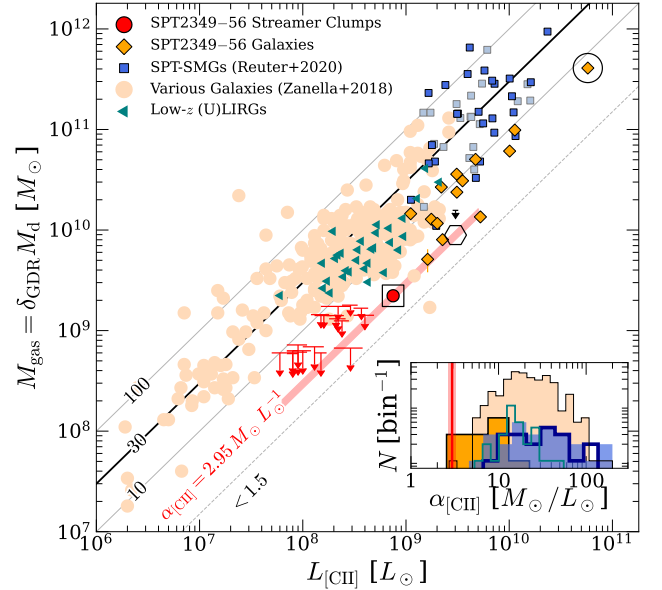 SPT2349−56 Streamer Clumps
SPT2349−56 Galaxies
SPT-SMGs (Reuter+2020)
Various Galaxies (Zanella+2018)
Low-z (U)LIRGs
10^12
10^11
10^10
10^9
10^8
10^7
M_gas = δ_GDR M_d [M_⊙]
100
30
10
α_[CII] = 2.95 M_⊙ L_⊙^−1
< 1.5
N [bin^−1]
1 10 100
α_[CII] [M_⊙/L_⊙]
10^6 10^7 10^8 10^9 10^10 10^11
L_[CII] [L_⊙]